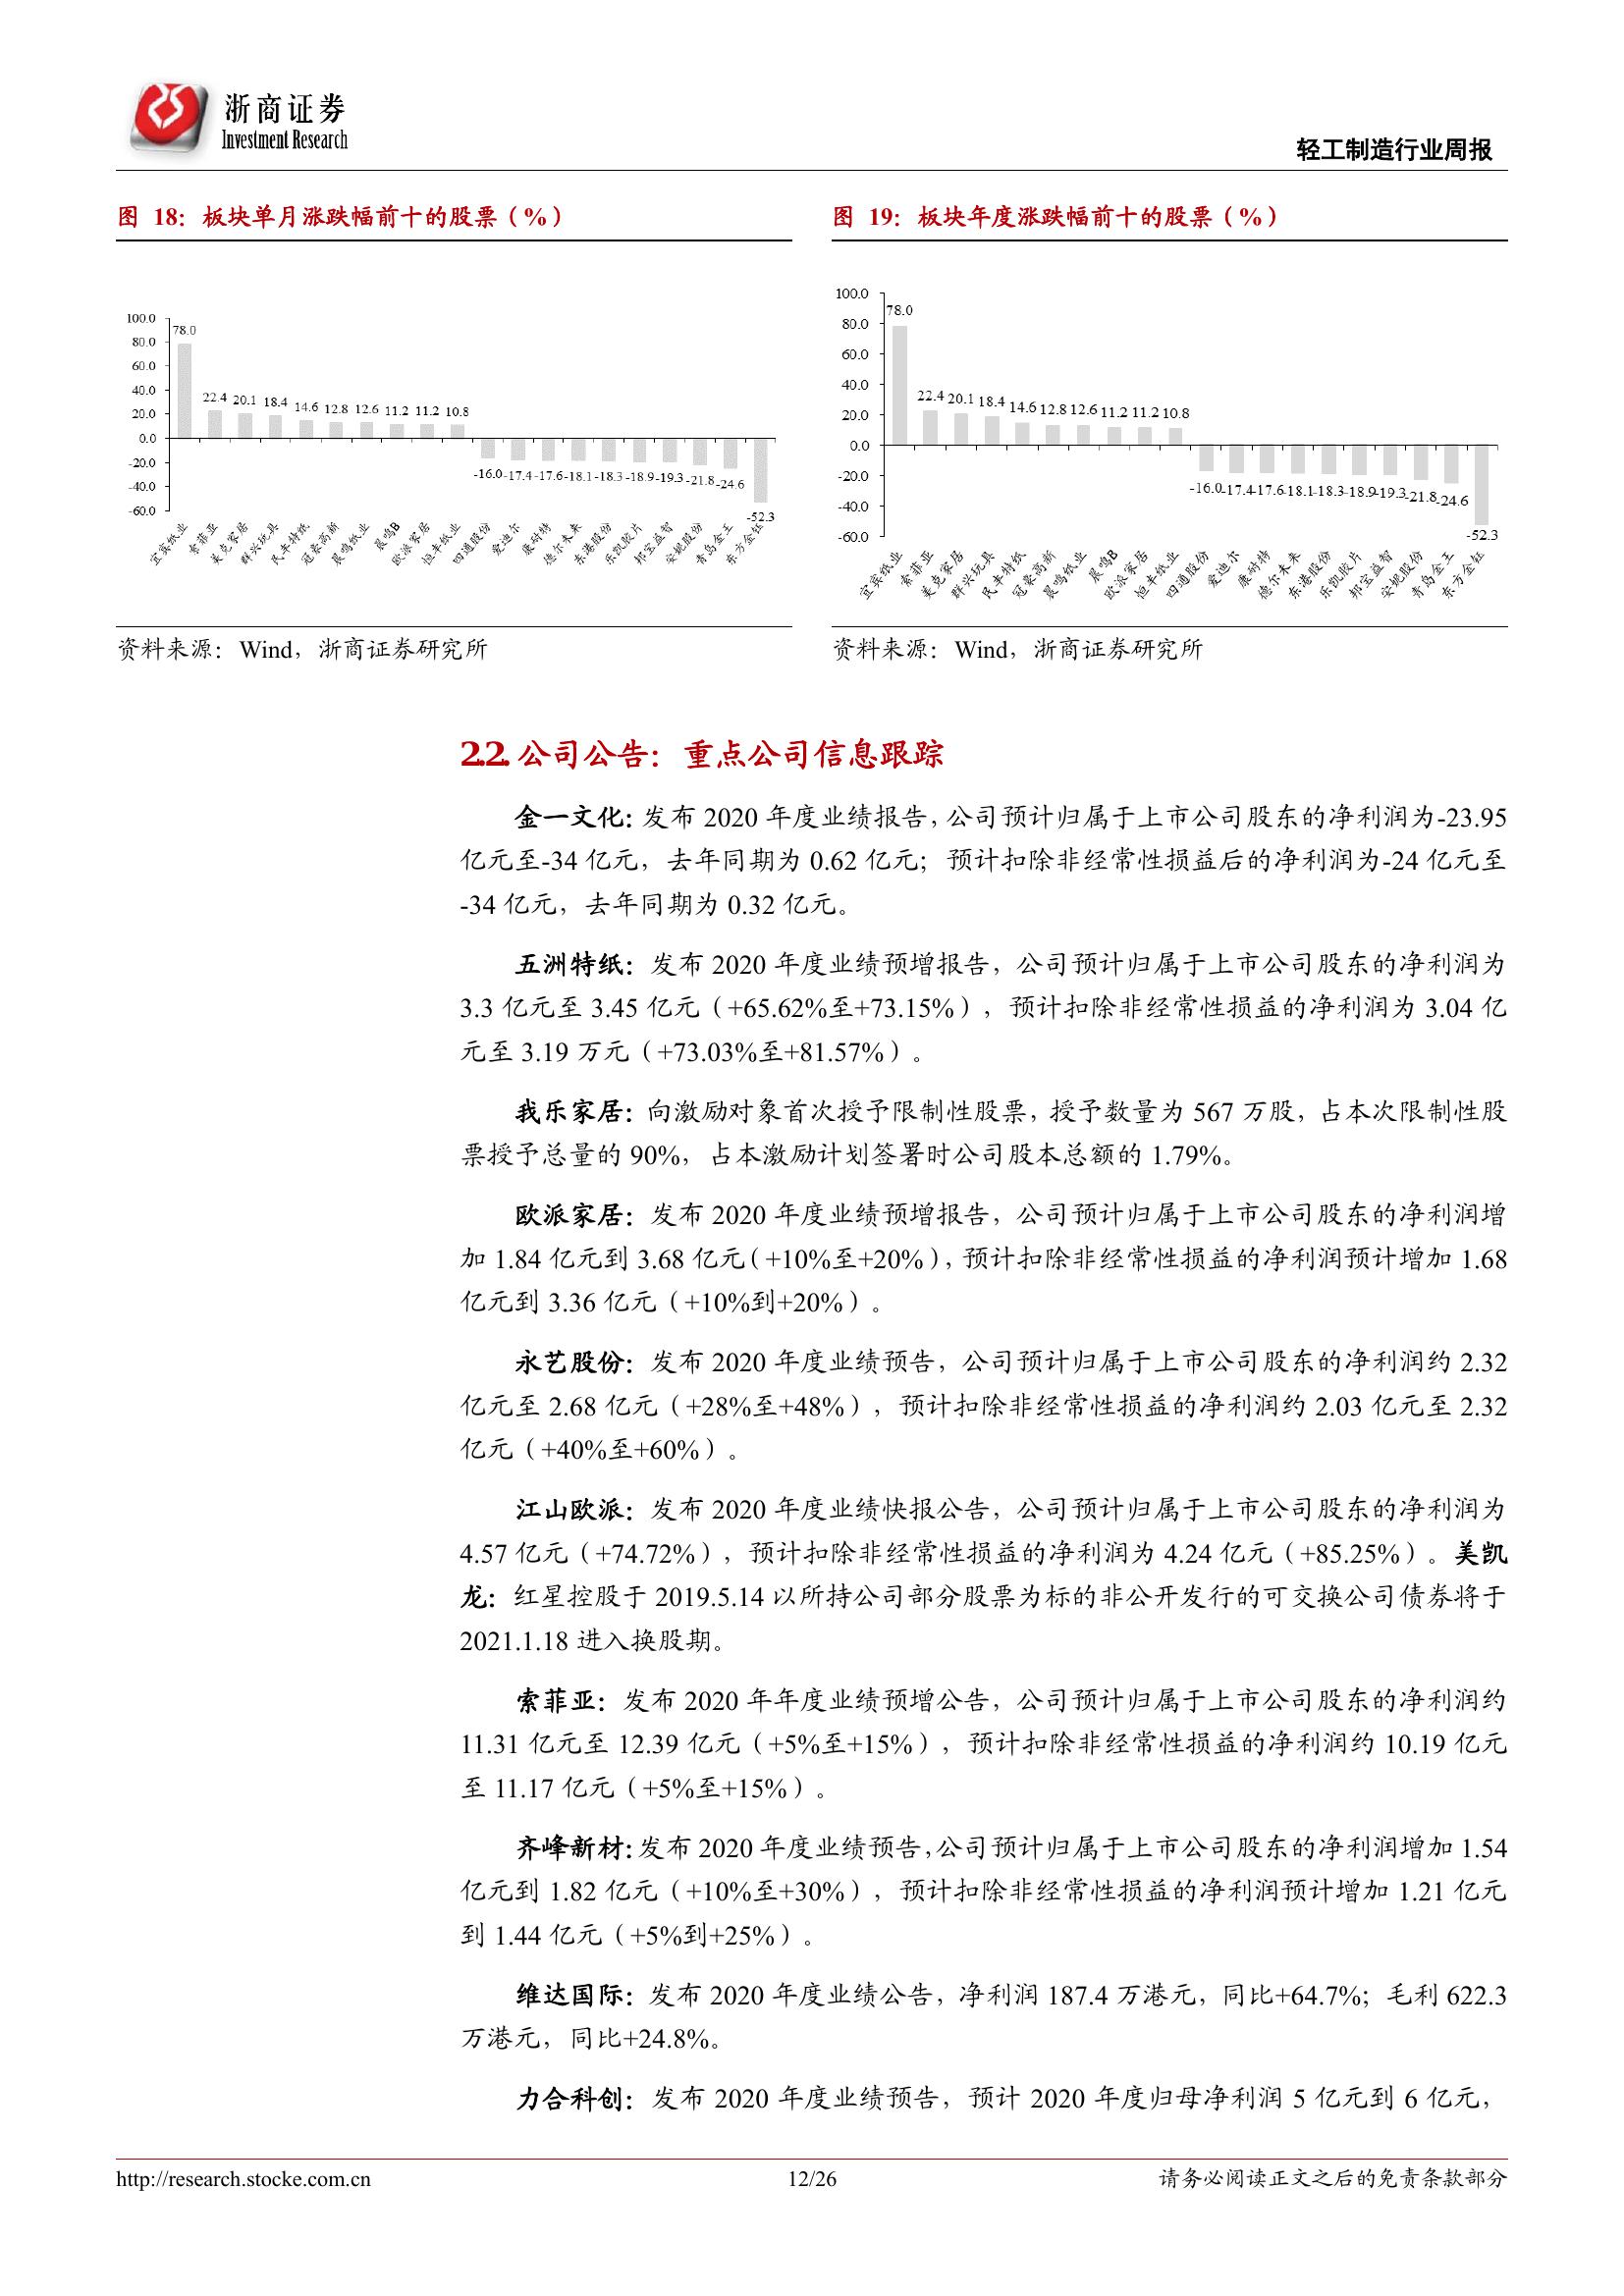 浙商证券
Investment Research
轻工制造行业周报
图 18：板块单月涨跌幅前十的股票（%）
100.0
80.0
60.0
40.0
20.0
0.0
-20.0
-40.0
-60.0
78.0
22.4 20.1 18.4 14.6 12.8 12.6 11.2 11.2 10.8
-16.0 -17.4 -17.6 -18.1 -18.3 -18.9 -19.3 -21.8 -24.6
-52.3
宜宾纸业
索菲亚
美克家居
群兴玩具
民丰特纸
冠豪高新
晨鸣纸业
晨鸣B
欧派家居
恒丰纸业
四通股份
爱迪尔
康耐特
德尔未来
东港股份
乐凯胶片
邦宝益智
安妮股份
青岛金王
东方金钰
资料来源：Wind，浙商证券研究所
图 19：板块年度涨跌幅前十的股票（%）
100.0
80.0
60.0
40.0
20.0
0.0
-20.0
-40.0
-60.0
78.0
22.4 20.1 18.4 14.6 12.8 12.6 11.2 11.2 10.8
-16.0 -17.4 -17.6 -18.1 -18.3 -18.9 -19.3 -21.8 -24.6
-52.3
宜宾纸业
索菲亚
美克家居
群兴玩具
民丰特纸
冠豪高新
晨鸣纸业
晨鸣B
欧派家居
恒丰纸业
四通股份
爱迪尔
康耐特
德尔未来
东港股份
乐凯胶片
邦宝益智
安妮股份
青岛金王
东方金钰
资料来源：Wind，浙商证券研究所
2.2. 公司公告：重点公司信息跟踪
金一文化：发布 2020 年度业绩报告，公司预计归属于上市公司股东的净利润为-23.95
亿元至-34 亿元，去年同期为 0.62 亿元；预计扣除非经常性损益后的净利润为-24 亿元至
-34 亿元，去年同期为 0.32 亿元。
五洲特纸：发布 2020 年度业绩预增报告，公司预计归属于上市公司股东的净利润为
3.3 亿元至 3.45 亿元（+65.62%至+73.15%），预计扣除非经常性损益的净利润为 3.04 亿
元至 3.19 万元（+73.03%至+81.57%）。
我乐家居：向激励对象首次授予限制性股票，授予数量为 567 万股，占本次限制性股
票授予总量的 90%，占本激励计划签署时公司股本总额的 1.79%。
欧派家居：发布 2020 年度业绩预增报告，公司预计归属于上市公司股东的净利润增
加 1.84 亿元到 3.68 亿元（+10%至+20%），预计扣除非经常性损益的净利润预计增加 1.68
亿元到 3.36 亿元（+10%到+20%）。
永艺股份：发布 2020 年度业绩预告，公司预计归属于上市公司股东的净利润约 2.32
亿元至 2.68 亿元（+28%至+48%），预计扣除非经常性损益的净利润约 2.03 亿元至 2.32
亿元（+40%至+60%）。
江山欧派：发布 2020 年度业绩快报公告，公司预计归属于上市公司股东的净利润为
4.57 亿元（+74.72%），预计扣除非经常性损益的净利润为 4.24 亿元（+85.25%）。美凯
龙：红星控股于 2019.5.14 以所持公司部分股票为标的非公开发行的可交换公司债券将于
2021.1.18 进入换股期。
索菲亚：发布 2020 年年度业绩预增公告，公司预计归属于上市公司股东的净利润约
11.31 亿元至 12.39 亿元（+5%至+15%），预计扣除非经常性损益的净利润约 10.19 亿元
至 11.17 亿元（+5%至+15%）。
齐峰新材：发布 2020 年度业绩预告，公司预计归属于上市公司股东的净利润增加 1.54
亿元到 1.82 亿元（+10%至+30%），预计扣除非经常性损益的净利润预计增加 1.21 亿元
到 1.44 亿元（+5%到+25%）。
维达国际：发布 2020 年度业绩公告，净利润 187.4 万港元，同比+64.7%；毛利 622.3
万港元，同比+24.8%。
力合科创：发布 2020 年度业绩预告，预计 2020 年度归母净利润 5 亿元到 6 亿元，
http://research.stocke.com.cn
12/26
请务必阅读正文之后的免责条款部分